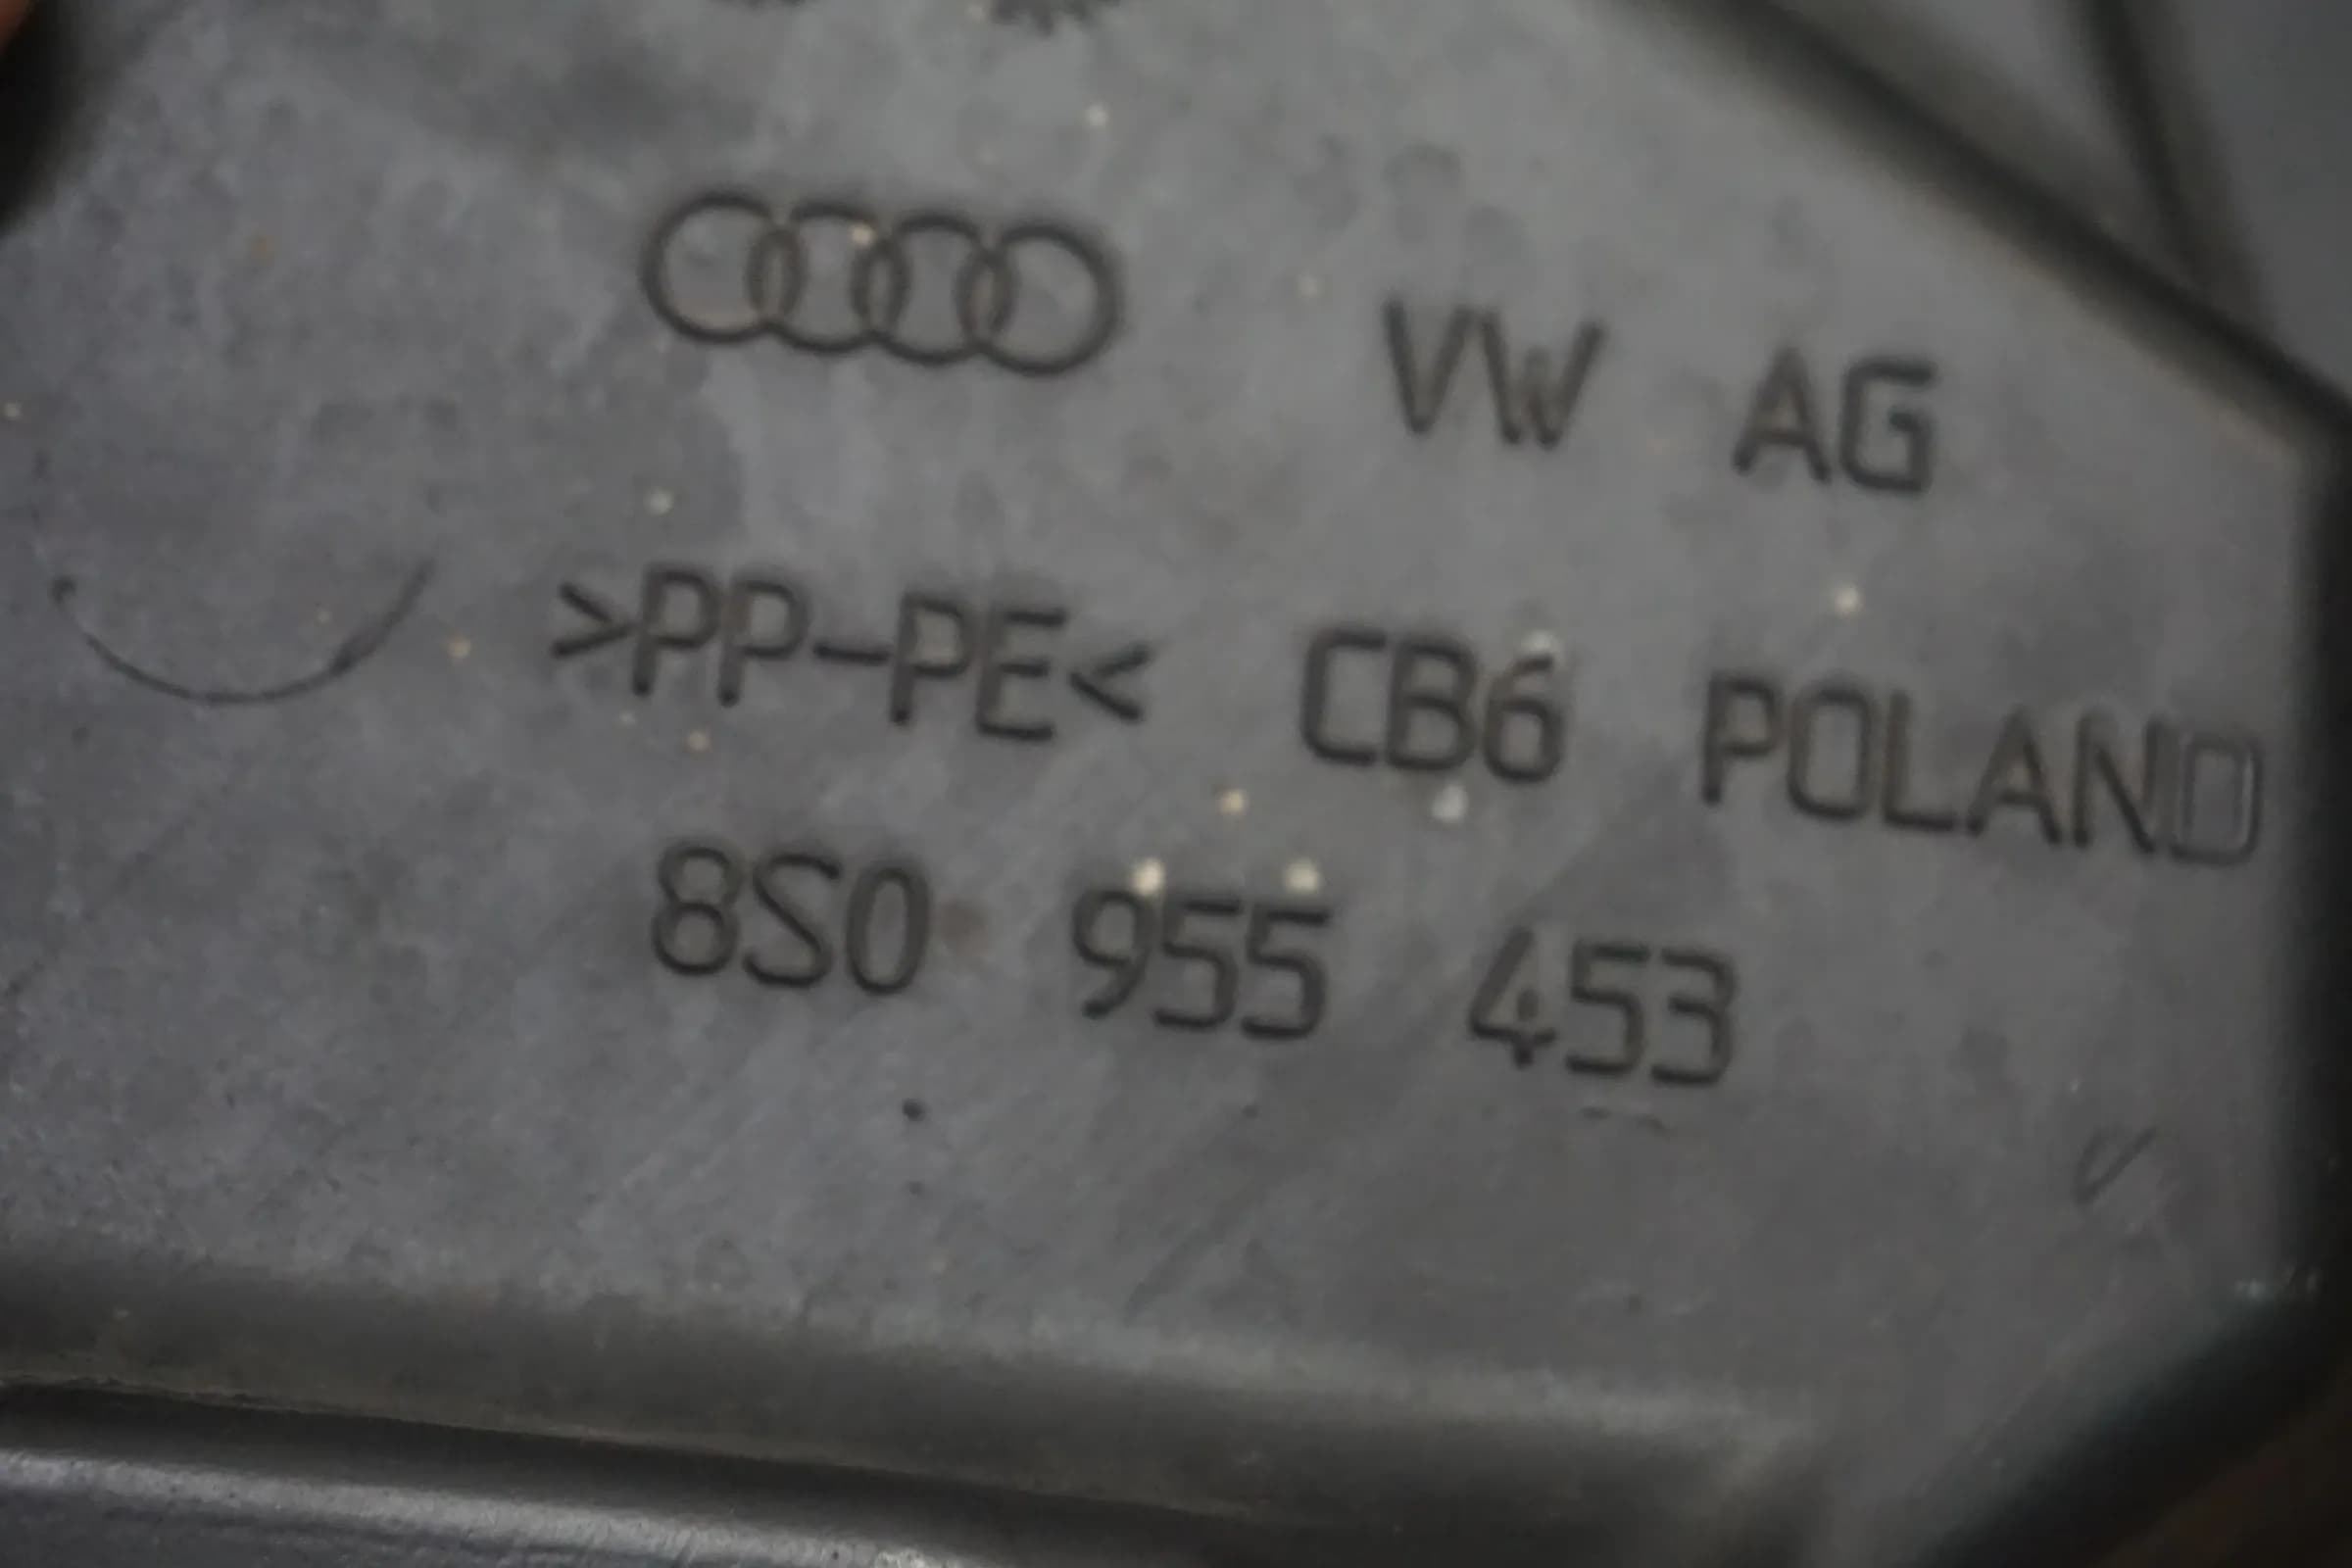 VW AG
>PP-PE< CB6 POLAND
8S0 955 453